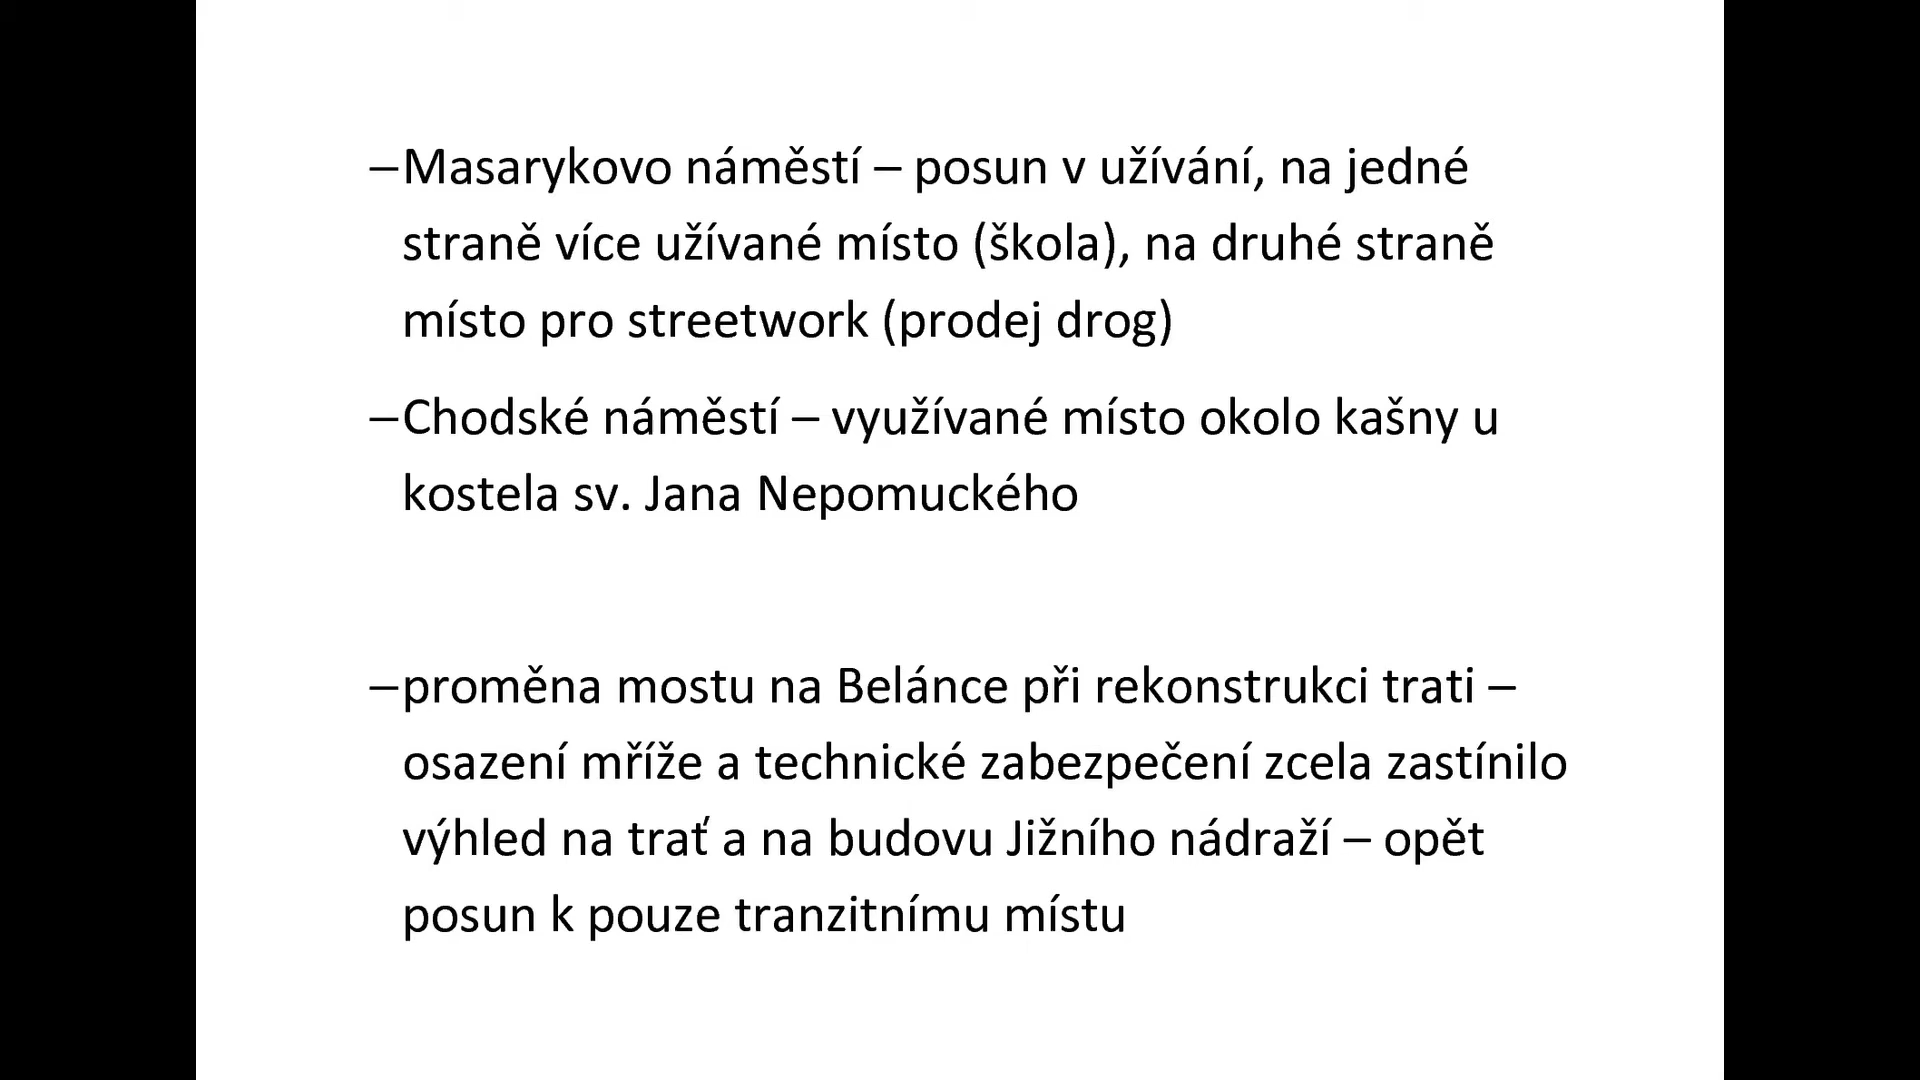 –Masarykovo náměstí – posun v užívání, na jedné
straně více užívané místo (škola), na druhé straně
místo pro streetwork (prodej drog)
–Chodské náměstí – využívané místo okolo kašny u
kostela sv. Jana Nepomuckého
–proměna mostu na Belánce při rekonstrukci trati –
osazení mříže a technické zabezpečení zcela zastínilo
výhled na trať a na budovu Jižního nádraží – opět
posun k pouze tranzitnímu místu